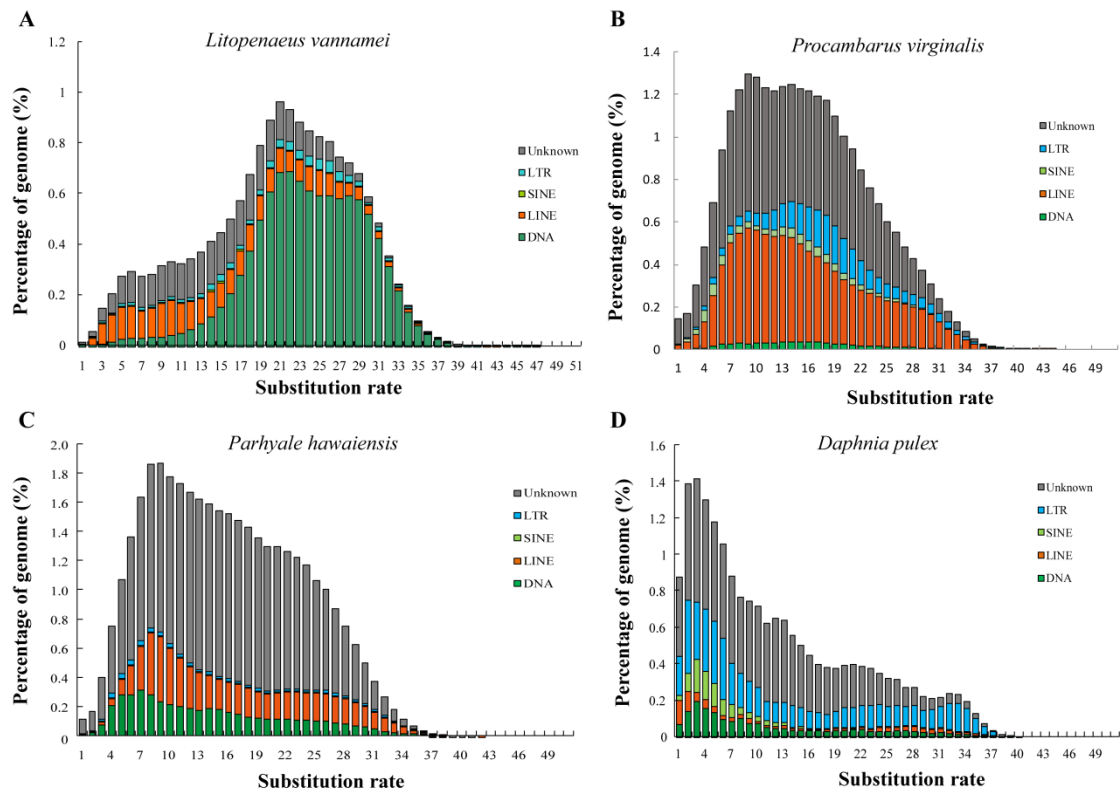 A
Litopenaeus vannamei
Percentage of genome (%)
1.2
1
0.8
0.6
0.4
0.2
0
Unknown
LTR
SINE
LINE
DNA
1 3 5 7 9 11 13 15 17 19 21 23 25 27 29 31 33 35 37 39 41 43 45 47 49 51
Substitution rate
B
Procambarus virginalis
Percentage of genome (%)
1.4
1.2
1
0.8
0.6
0.4
0.2
0
Unknown
LTR
SINE
LINE
DNA
1 4 7 10 13 16 19 22 25 28 31 34 37 40 43 46 49
Substitution rate
C
Parhyale hawaiensis
Percentage of genome (%)
2.0
1.8
1.6
1.4
1.2
1.0
0.8
0.6
0.4
0.2
0
Unknown
LTR
SINE
LINE
DNA
1 4 7 10 13 16 19 22 25 28 31 34 37 40 43 46 49
Substitution rate
D
Daphnia pulex
Percentage of genome (%)
1.6
1.4
1.2
1
0.8
0.6
0.4
0.2
0
Unknown
LTR
SINE
LINE
DNA
1 4 7 10 13 16 19 22 25 28 31 34 37 40 43 46 49
Substitution rate